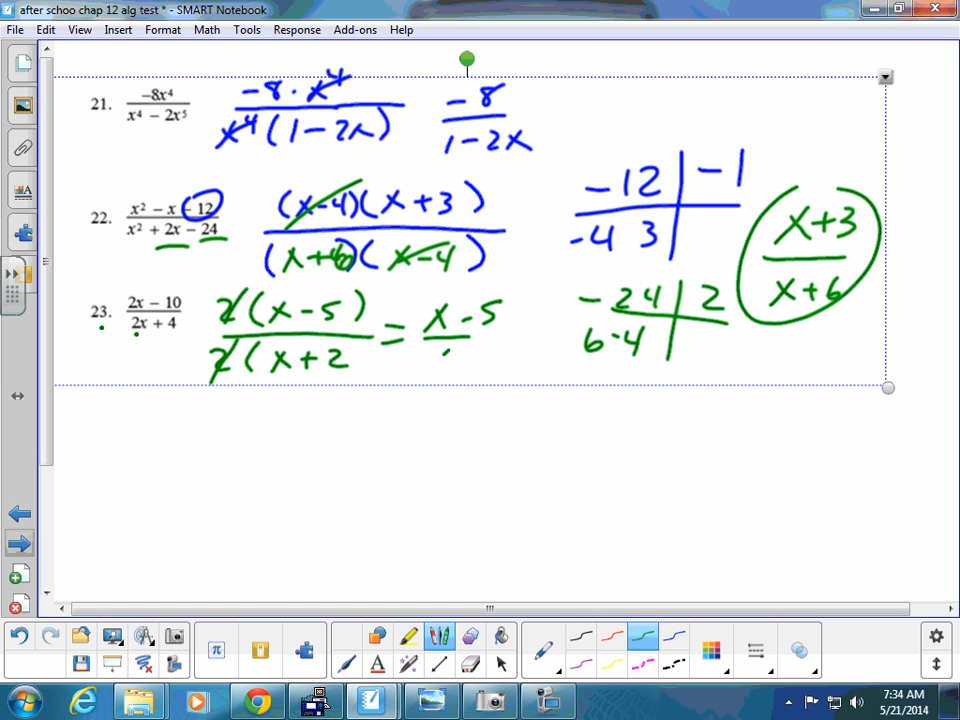 after schoo chap 12 alg test * - SMART Notebook
File Edit View Insert Format Math Tools Response Add-ons Help
21. -8x⁴ / x⁴ − 2x⁵
-8 · x⁴ / x⁴(1 − 2x)
-8 / 1 − 2x
22. x² − x − 12 / x² + 2x − 24
(x-4)(x+3) / (x+6)(x-4)
-12 | -1
-4 3
x+3 / x+6
23. 2x − 10 / 2x + 4
2(x-5) / 2(x+2 = x-5
-24 | 2
6 -4
7:34 AM
5/21/2014